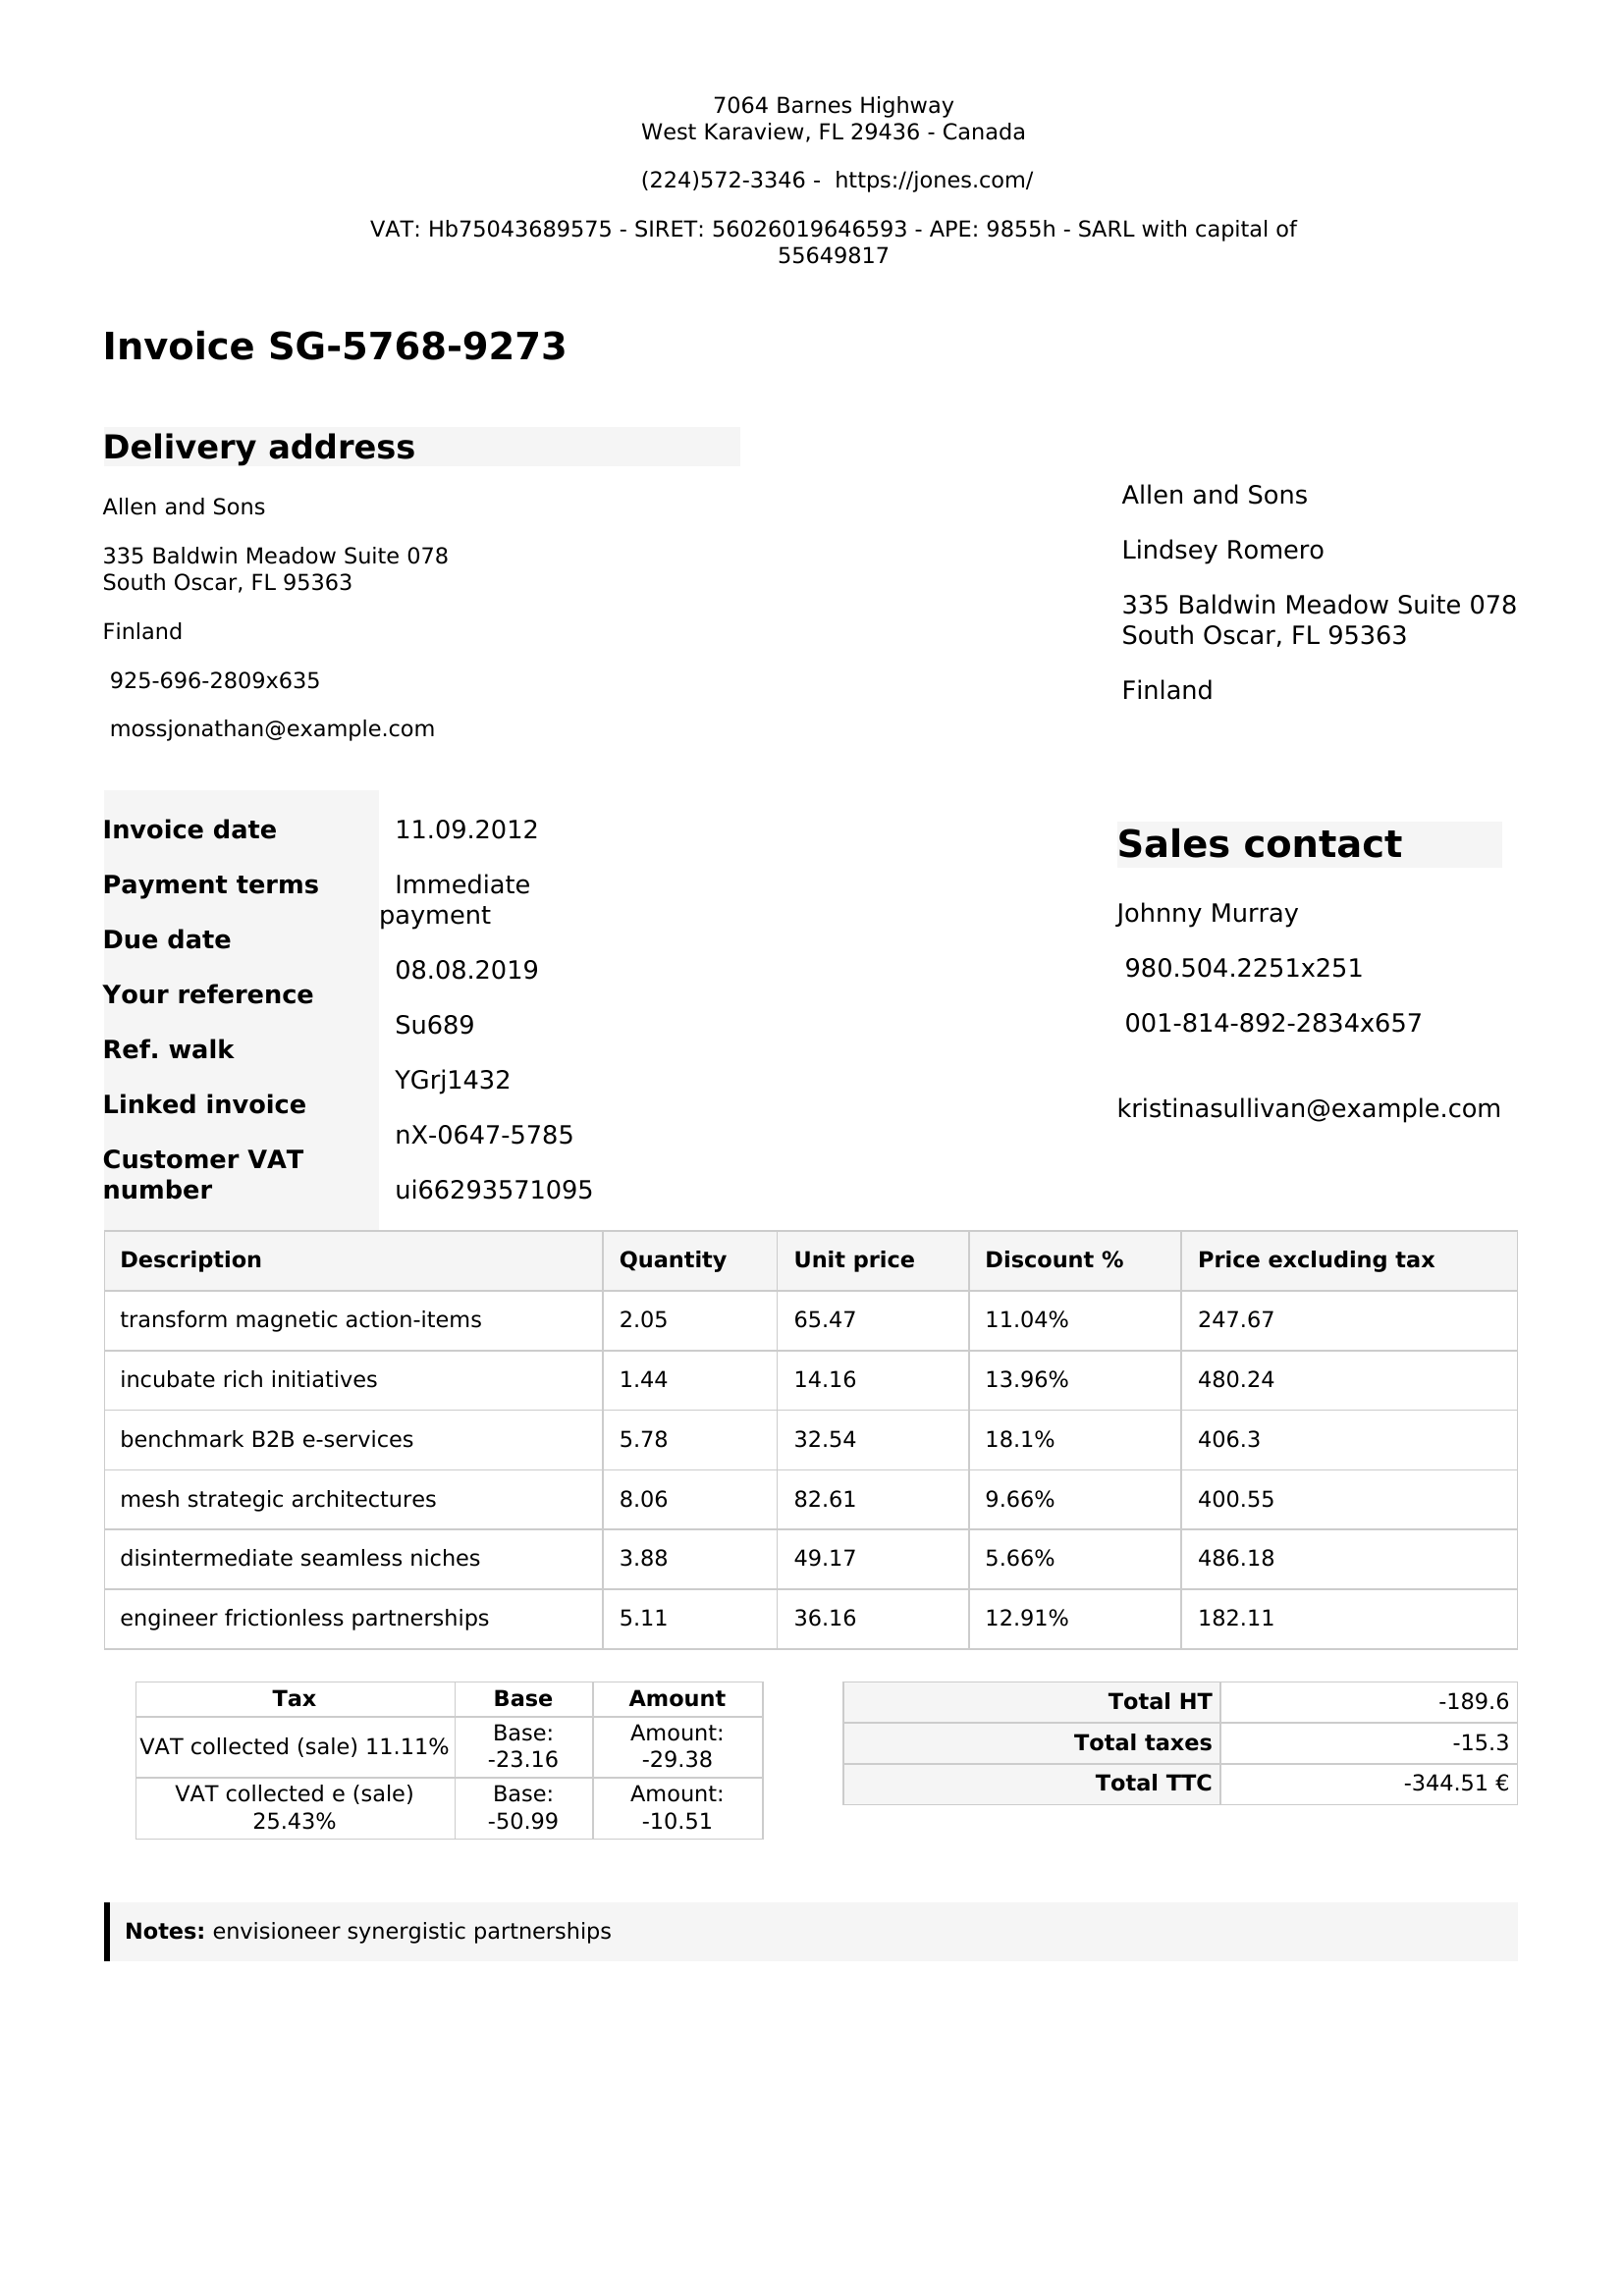 7064 Barnes Highway
West Karaview, FL 29436 - Canada
(224)572-3346 -  https://jones.com/
VAT: Hb75043689575 - SIRET: 56026019646593 - APE: 9855h - SARL with capital of
55649817
Invoice SG-5768-9273
Delivery address
Allen and Sons
335 Baldwin Meadow Suite 078
South Oscar, FL 95363
Finland
925-696-2809x635
mossjonathan@example.com
Allen and Sons
Lindsey Romero
335 Baldwin Meadow Suite 078
South Oscar, FL 95363
Finland
Invoice date
Payment terms
Due date
Your reference
Ref. walk
Linked invoice
Customer VAT
number
11.09.2012
Immediate
payment
08.08.2019
Su689
YGrj1432
nX-0647-5785
ui66293571095
Sales contact
Johnny Murray
980.504.2251x251
001-814-892-2834x657
kristinasullivan@example.com
Description Quantity Unit price Discount % Price excluding tax
transform magnetic action-items 2.05 65.47 11.04% 247.67
incubate rich initiatives 1.44 14.16 13.96% 480.24
benchmark B2B e-services 5.78 32.54 18.1% 406.3
mesh strategic architectures 8.06 82.61 9.66% 400.55
disintermediate seamless niches 3.88 49.17 5.66% 486.18
engineer frictionless partnerships 5.11 36.16 12.91% 182.11
Tax Base Amount
VAT collected (sale) 11.11% Base: -23.16 Amount: -29.38
VAT collected e (sale) 25.43% Base: -50.99 Amount: -10.51
Total HT -189.6
Total taxes -15.3
Total TTC -344.51 €
Notes: envisioneer synergistic partnerships